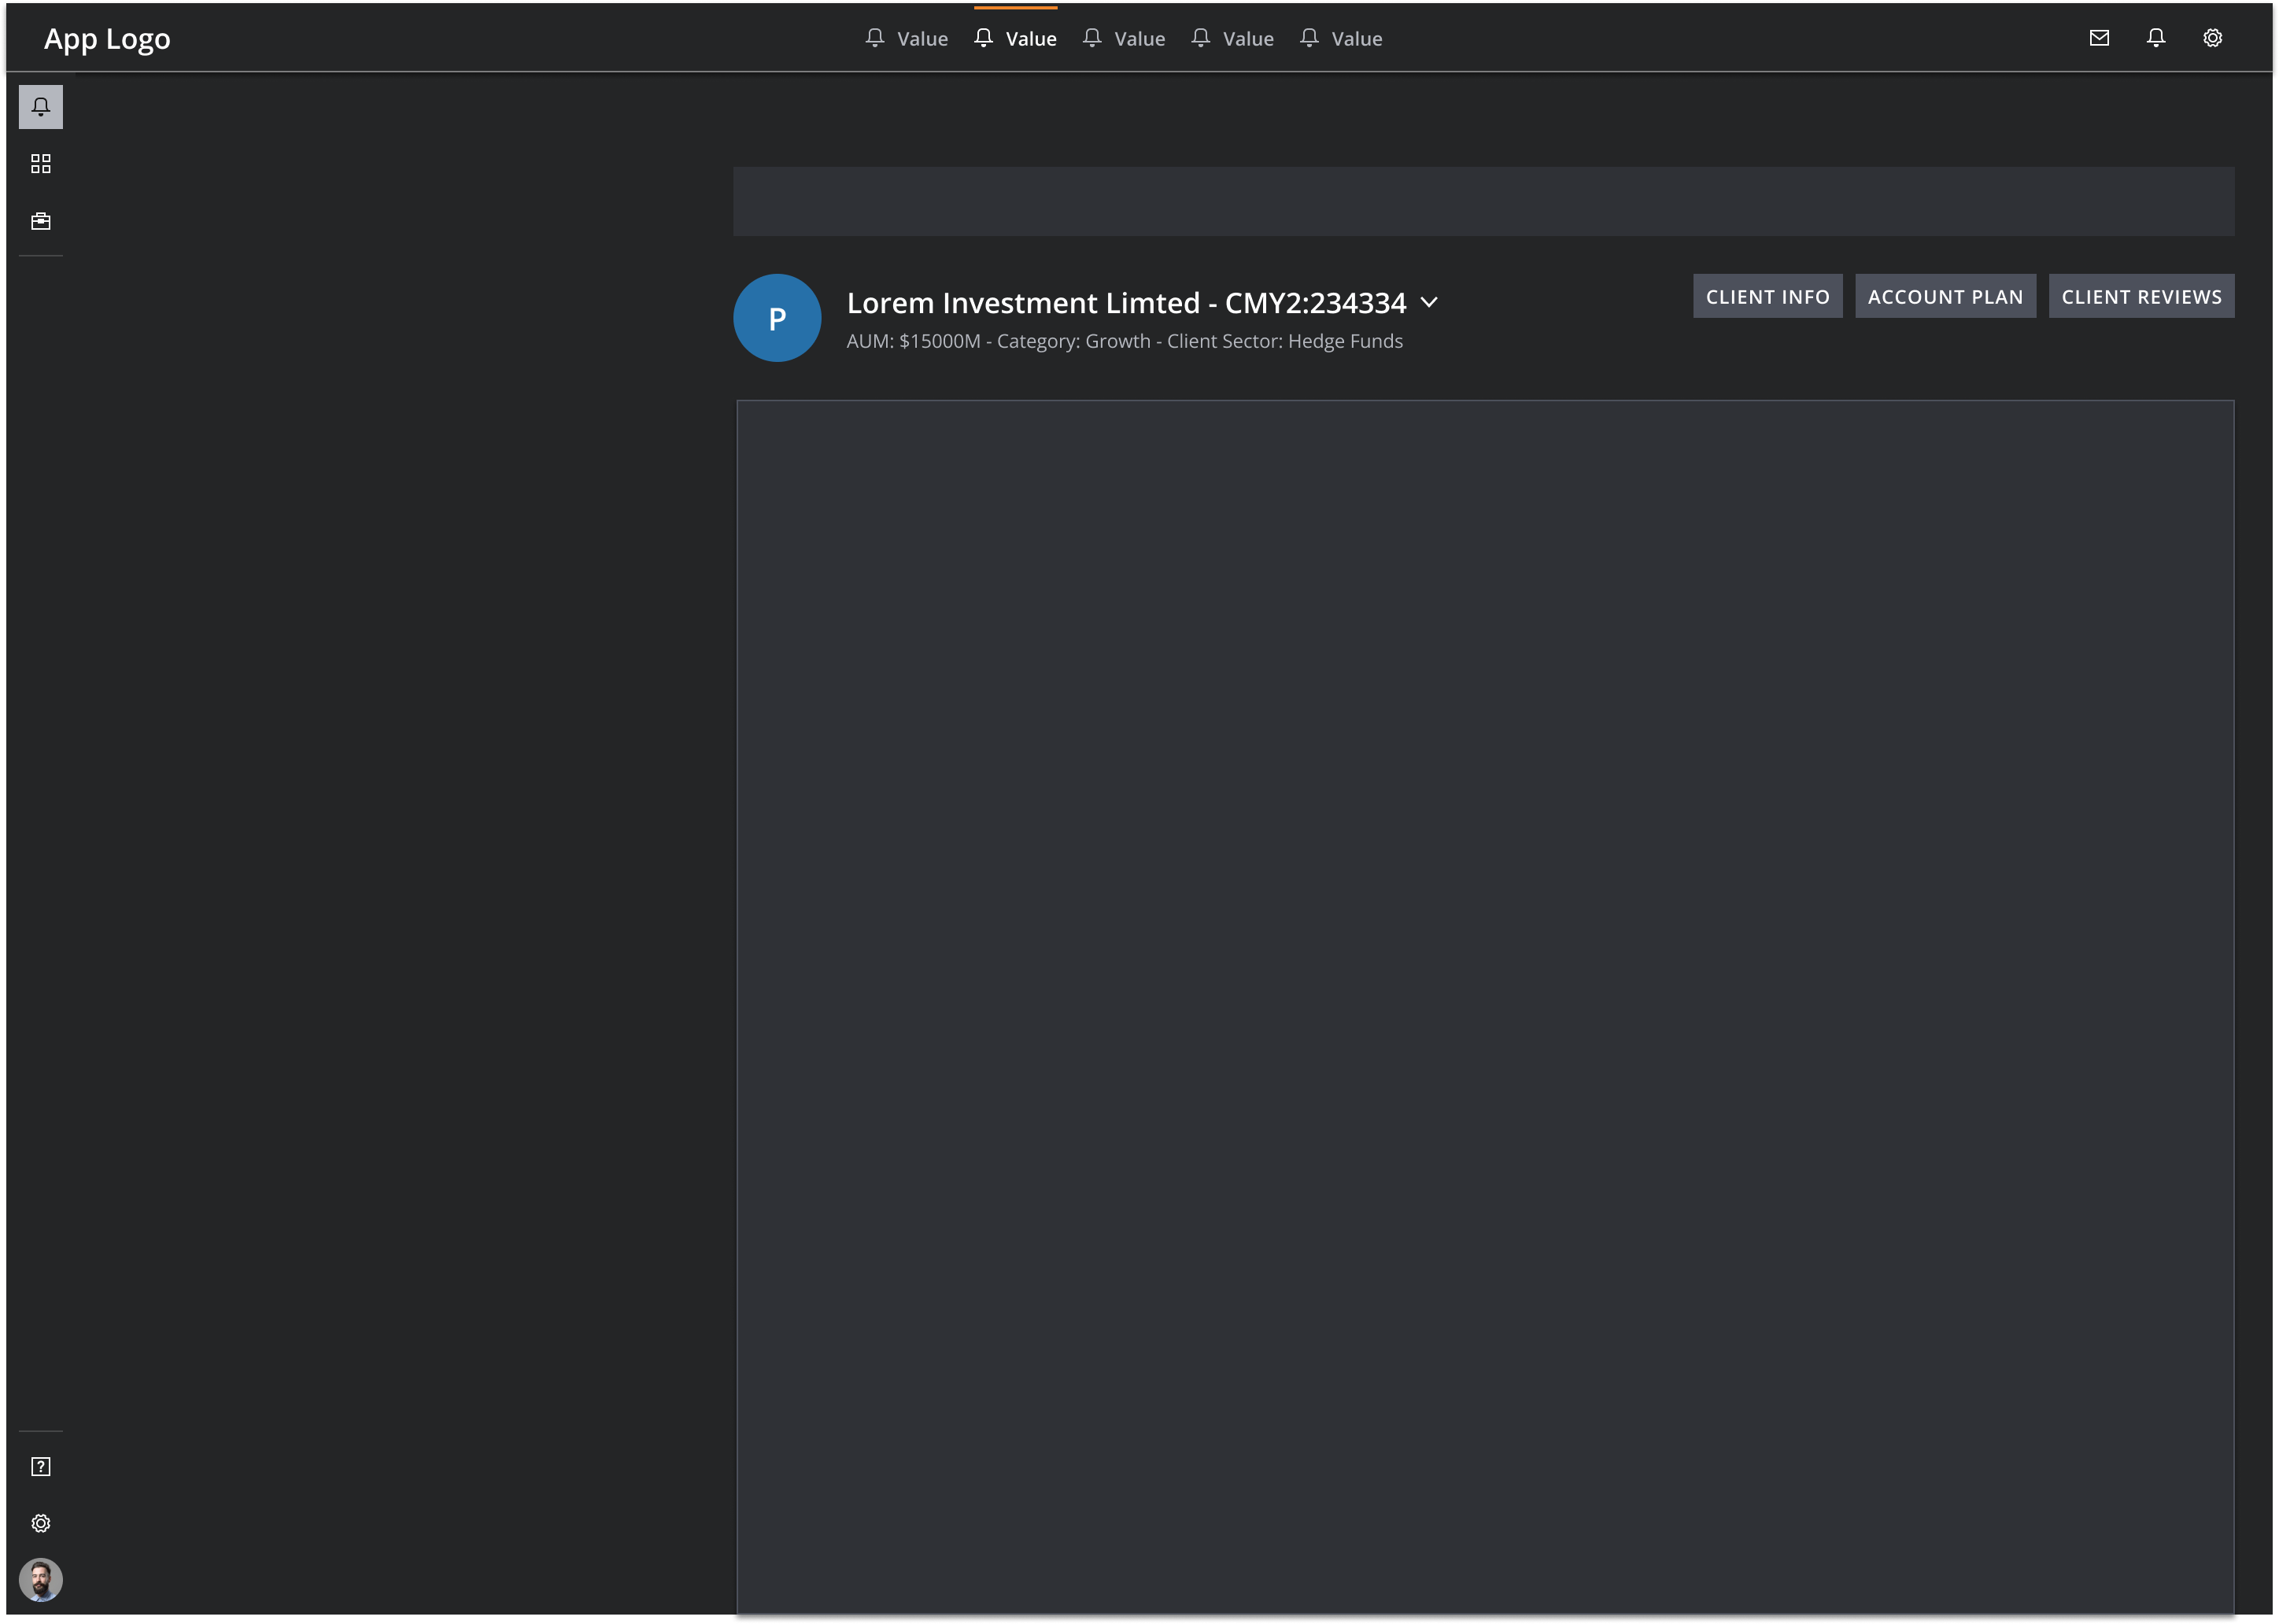 App Logo
Value
Value
Value
Value
Value
P
Lorem Investment Limted - CMY2:234334
AUM: $15000M - Category: Growth - Client Sector: Hedge Funds
CLIENT INFO
ACCOUNT PLAN
CLIENT REVIEWS
?